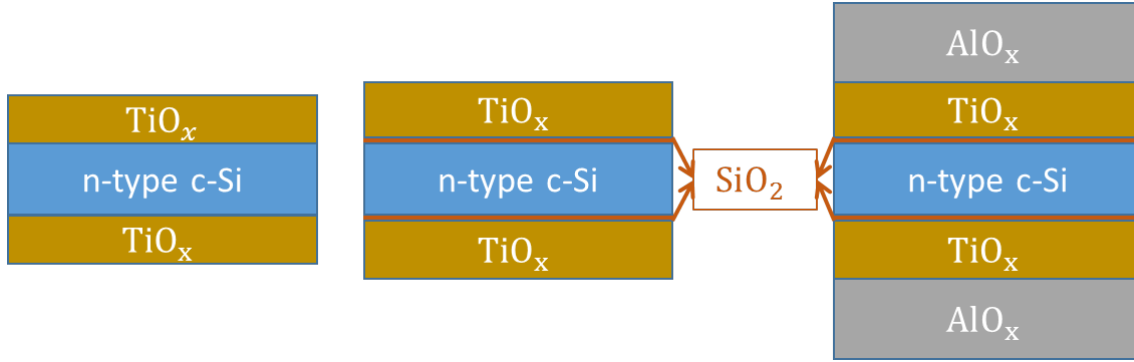 TiOₓ
n-type c-Si
TiOₓ
TiOₓ
n-type c-Si
TiOₓ
SiO₂
AlOₓ
TiOₓ
n-type c-Si
TiOₓ
AlOₓ